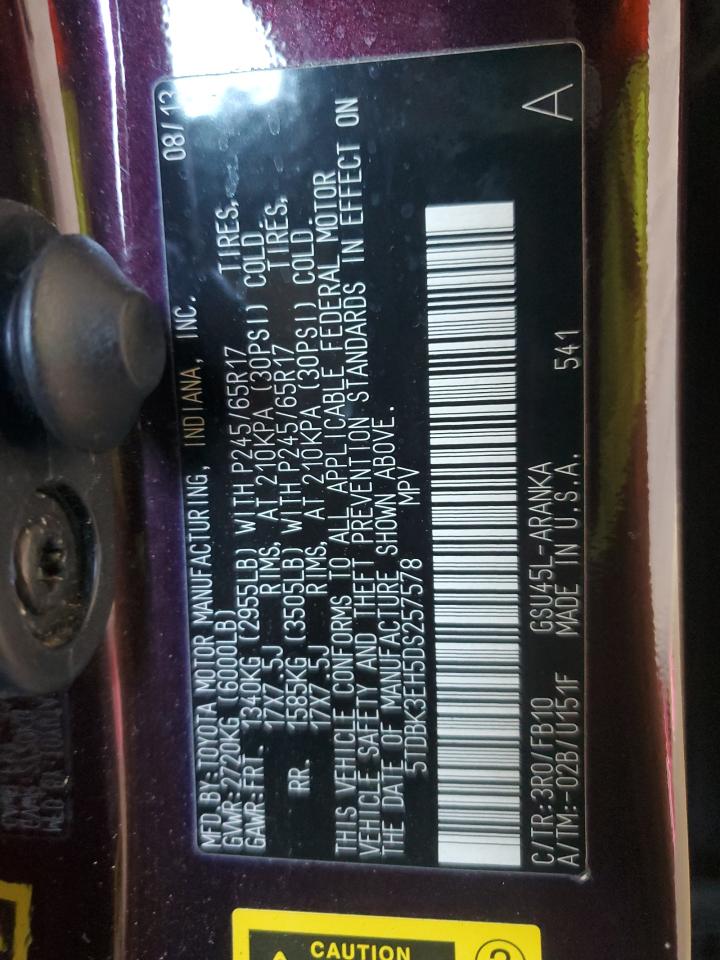 MFD BY:TOYOTA MOTOR MANUFACTURING, INDIANA, INC. 08/13
GVWR:2720KG (6000LB)
GAWR:FRT. 1340KG (2955LB) WITH P245/65R17 TIRES,
17X7.5J RIMS, AT 210KPA (30PSI) COLD.
RR. 1585KG (3505LB) WITH P245/65R17 TIRES,
17X7.5J RIMS, AT 210KPA (30PSI) COLD.
THIS VEHICLE CONFORMS TO ALL APPLICABLE FEDERAL MOTOR
VEHICLE SAFETY AND THEFT PREVENTION STANDARDS IN EFFECT ON
THE DATE OF MANUFACTURE SHOWN ABOVE.
5TDBK3EH5DS257578 MPV
C/TR:3R0/FB10 GSU45L-ARANKA A
A/TM:-02B/U151F MADE IN U.S.A. 541
CAUTION